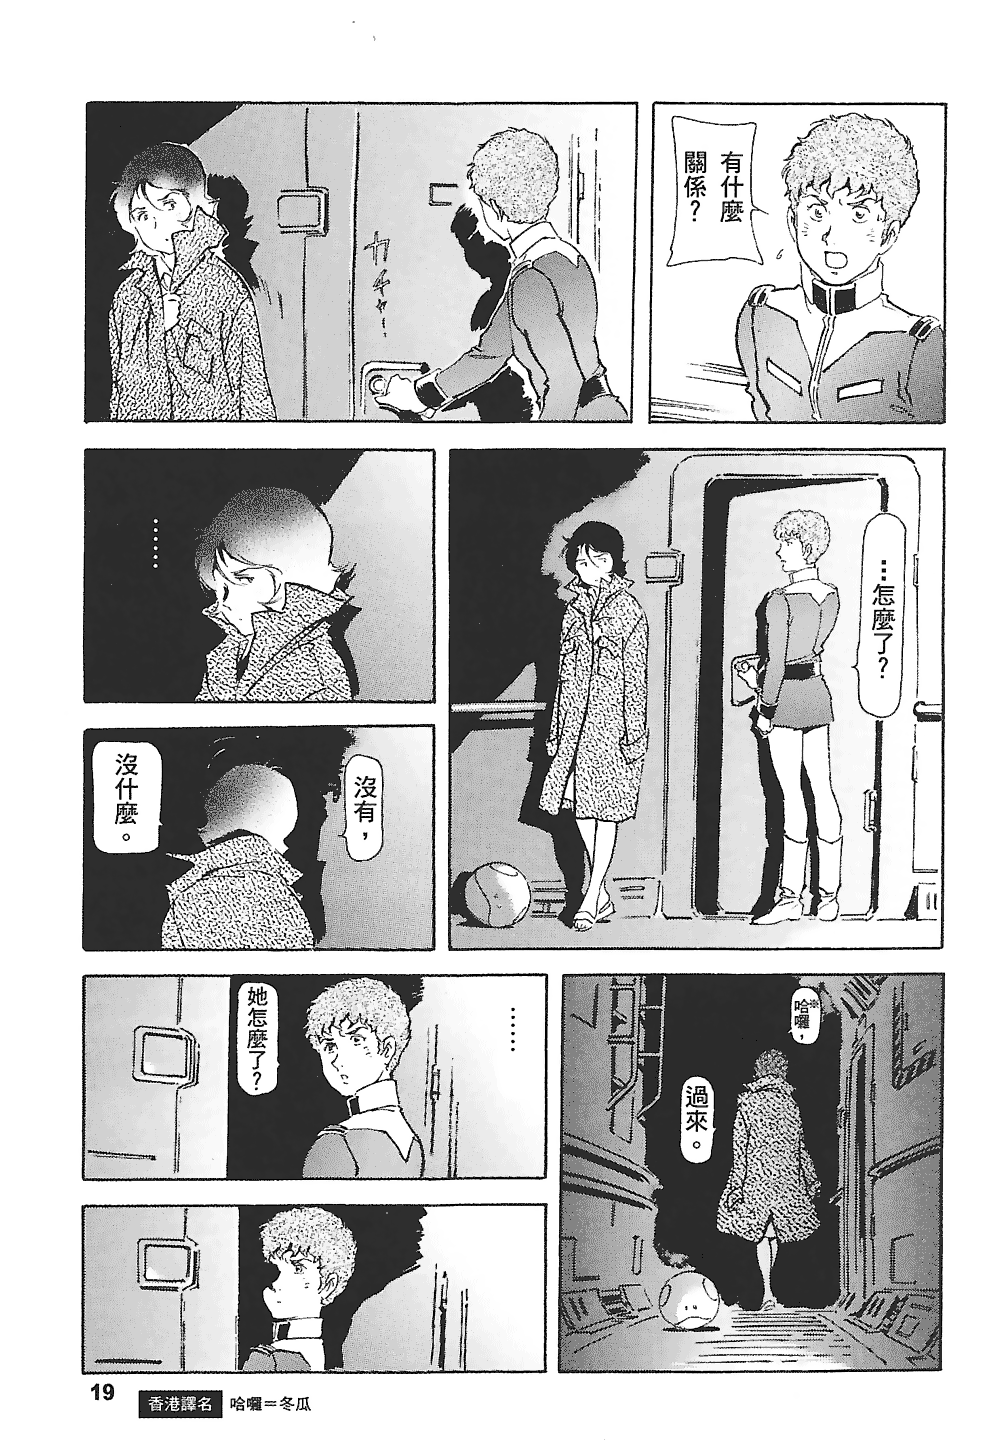 有什麼
關係？
カチャ…
…怎麼了？
……
沒有，
沒什麼。
※哈囉，
過來。
……
她怎麼了？
19
香港譯名 哈囉＝冬瓜